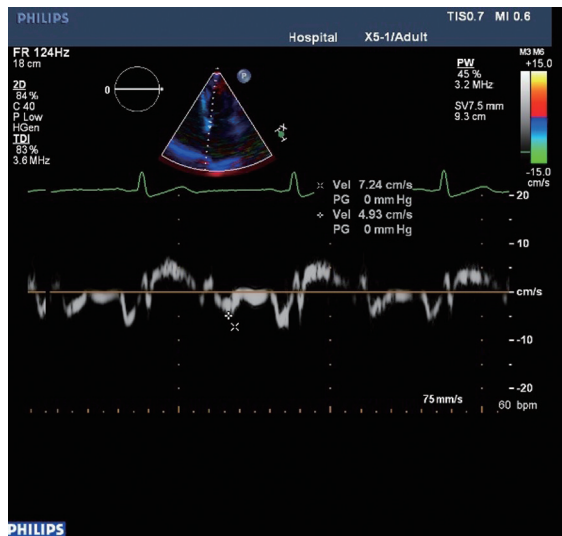 PHILIPS
TIS0.7 MI 0.6
Hospital X5-1/Adult
FR 124Hz
18 cm
2D
84 %
C 40
P Low
HGen
TDI
83 %
3.6 MHz
0
P
PW
45 %
3.2 MHz
SV7.5 mm
9.3 cm
M3 M6
+15.0
-15.0
cm/s
Vel 7.24 cm/s
PG 0 mm Hg
Vel 4.93 cm/s
PG 0 mm Hg
-20
-10
cm/s
--10
--20
75mm/s
60 bpm
PHILIPS